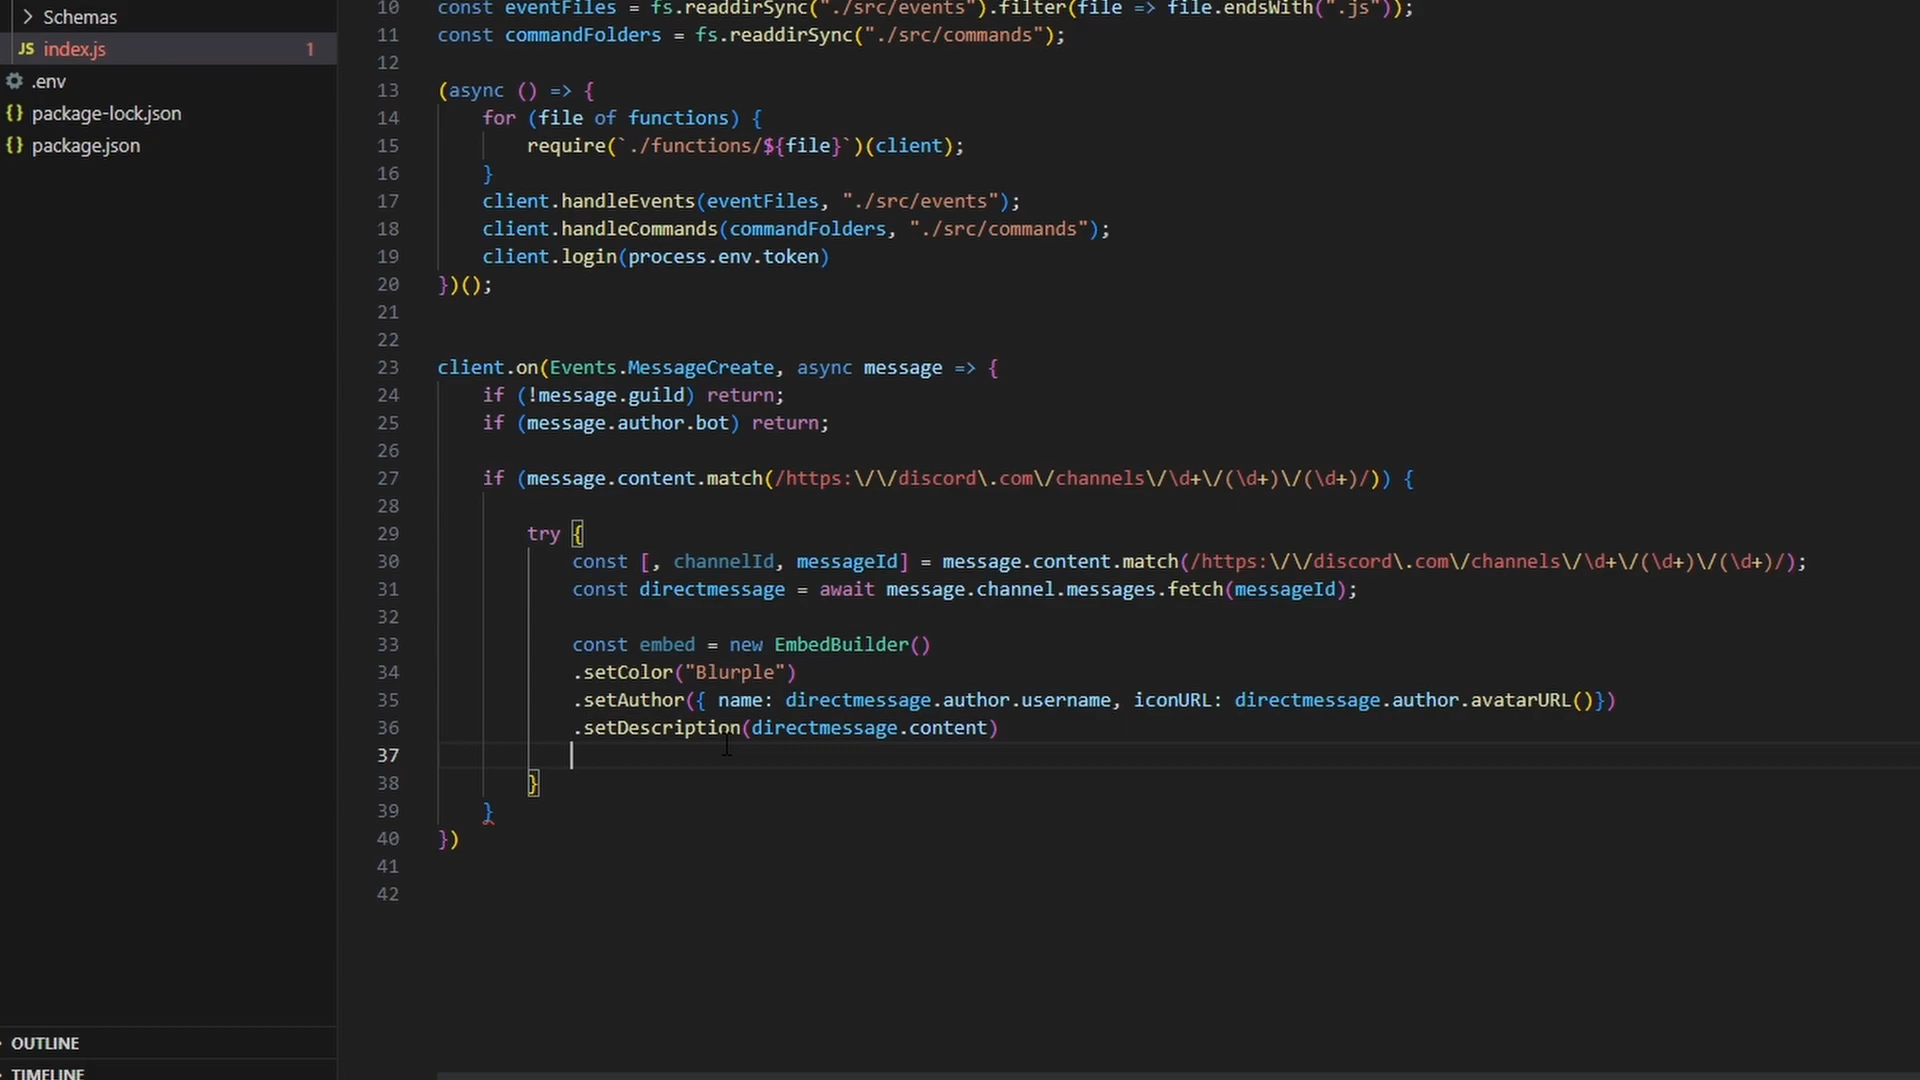 Schemas
JS index.js 1
.env
{} package-lock.json
{} package.json
OUTLINE
TIMELINE
10 const eventFiles = fs.readdirSync("./src/events").filter(file => file.endsWith(".js"));
11 const commandFolders = fs.readdirSync("./src/commands");
12
13 (async () => {
14 for (file of functions) {
15 require(`./functions/${file}`)(client);
16 }
17 client.handleEvents(eventFiles, "./src/events");
18 client.handleCommands(commandFolders, "./src/commands");
19 client.login(process.env.token)
20 })();
21
22
23 client.on(Events.MessageCreate, async message => {
24 if (!message.guild) return;
25 if (message.author.bot) return;
26
27 if (message.content.match(/https:\/\/discord\.com\/channels\/\d+\/(\d+)\/(\d+)/)) {
28
29 try {
30 const [, channelId, messageId] = message.content.match(/https:\/\/discord\.com\/channels\/\d+\/(\d+)\/(\d+)/);
31 const directmessage = await message.channel.messages.fetch(messageId);
32
33 const embed = new EmbedBuilder()
34 .setColor("Blurple")
35 .setAuthor({ name: directmessage.author.username, iconURL: directmessage.author.avatarURL()})
36 .setDescription(directmessage.content)
37
38 }
39 }
40 })
41
42